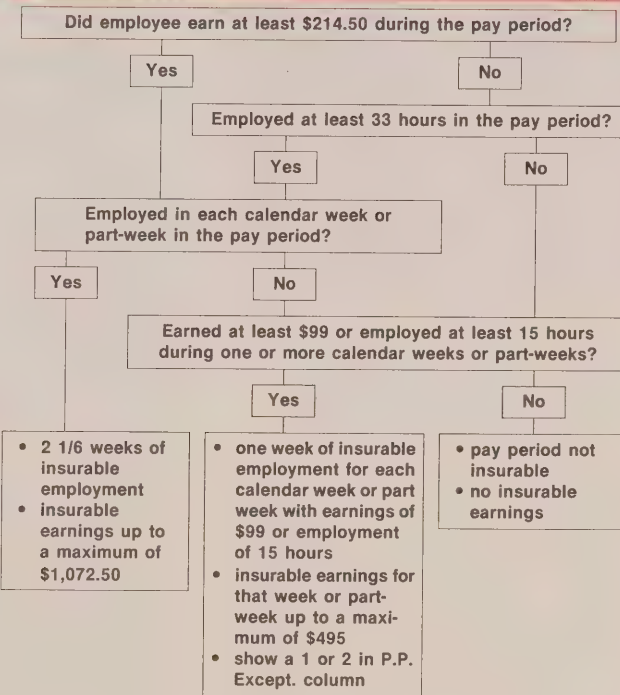 Did employee earn at least $214.50 during the pay period?
Yes
No
Employed at least 33 hours in the pay period?
Yes
No
Employed in each calendar week or
part-week in the pay period?
Yes
No
Earned at least $99 or employed at least 15 hours
during one or more calendar weeks or part-weeks?
Yes
No
• 2 1/6 weeks of
insurable
employment
• insurable
earnings up to
a maximum of
$1,072.50
• one week of insurable
employment for each
calendar week or part
week with earnings of
$99 or employment
of 15 hours
• insurable earnings for
that week or part-
week up to a maxi-
mum of $495
• show a 1 or 2 in P.P.
Except. column
• pay period not
insurable
• no insurable
earnings